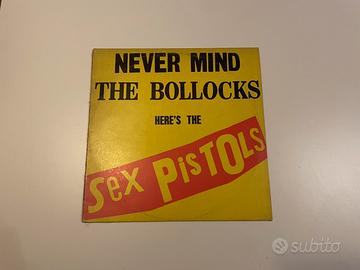 NEVER MIND
THE BOLLOCKS
HERE'S THE
Sex PiSTOLS
subito